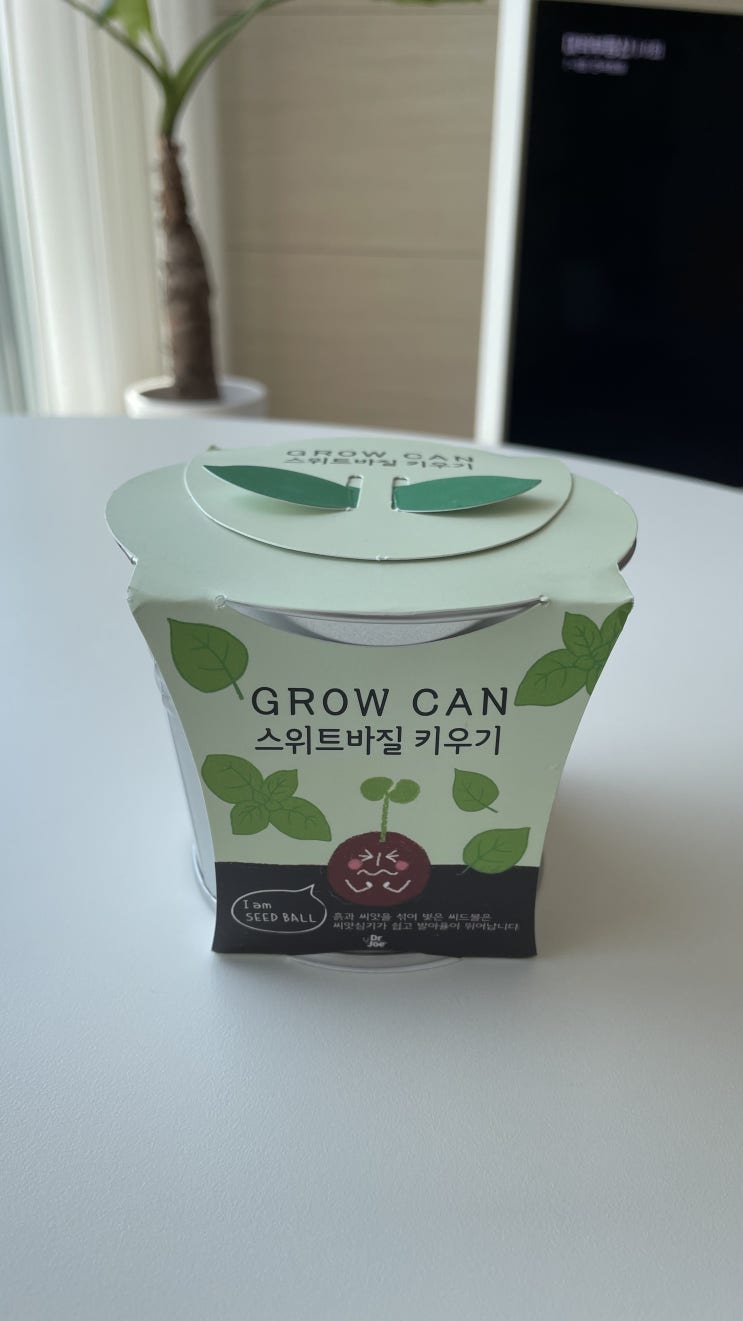 GROW CAN
스위트바질 키우기
GROW CAN
스위트바질 키우기
I am
SEED BALL
흙과 씨앗을 섞어 빚은 씨드볼은
씨앗심기가 쉽고 발아율이 뛰어납니다.
Dr
Joe